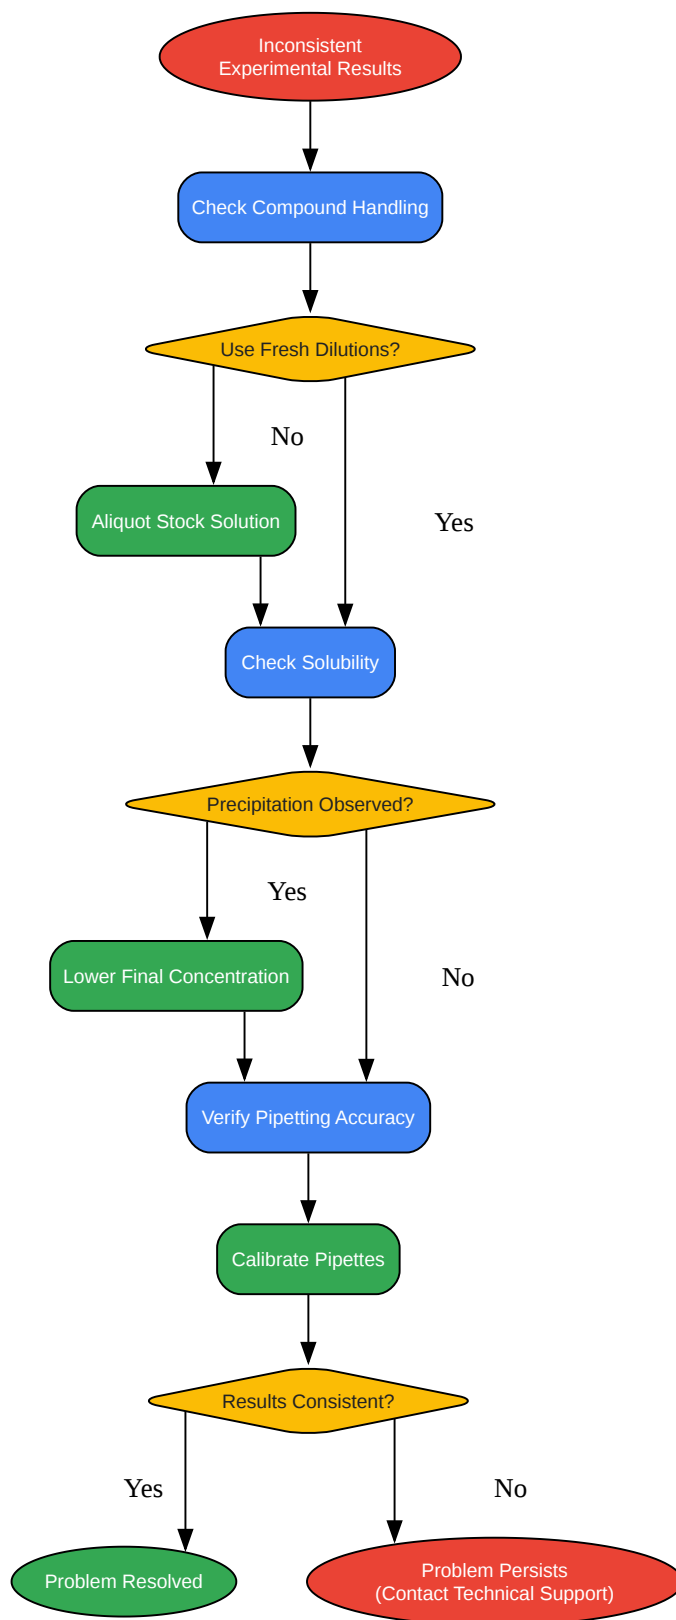 Inconsistent
Experimental Results
Check Compound Handling
Use Fresh Dilutions?
No
Aliquot Stock Solution
Yes
Check Solubility
Precipitation Observed?
Yes
Lower Final Concentration
No
Verify Pipetting Accuracy
Calibrate Pipettes
Results Consistent?
Yes
No
Problem Resolved
Problem Persists
(Contact Technical Support)